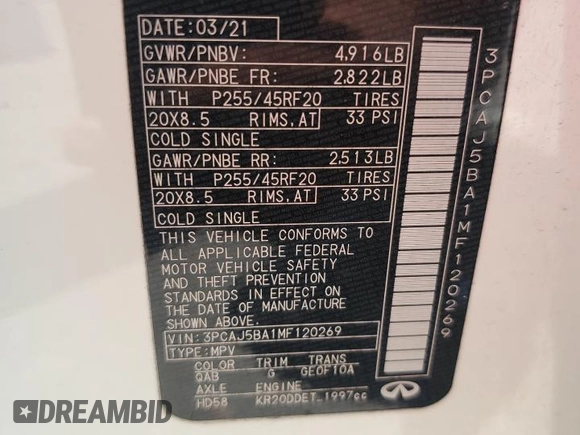 DATE: 03/21
GVWR/PNBV: 4,916LB
GAWR/PNBE FR: 2,822LB
WITH P255/45RF20 TIRES
20X8.5 RIMS,AT 33 PSI
COLD SINGLE
GAWR/PNBE RR: 2,513LB
WITH P255/45RF20 TIRES
20X8.5 RIMS,AT 33 PSI
COLD SINGLE
THIS VEHICLE CONFORMS TO
ALL APPLICABLE FEDERAL
MOTOR VEHICLE SAFETY
AND THEFT PREVENTION
STANDARDS IN EFFECT ON
THE DATE OF MANUFACTURE
SHOWN ABOVE.
VIN: 3PCAJ5BA1MF120269
TYPE: MPV
COLOR TRIM TRANS
QAB G GE0F10A
AXLE ENGINE
HD58 KR20DDET 1997cc
3PCAJ5BA1MF120269
DREAMBID